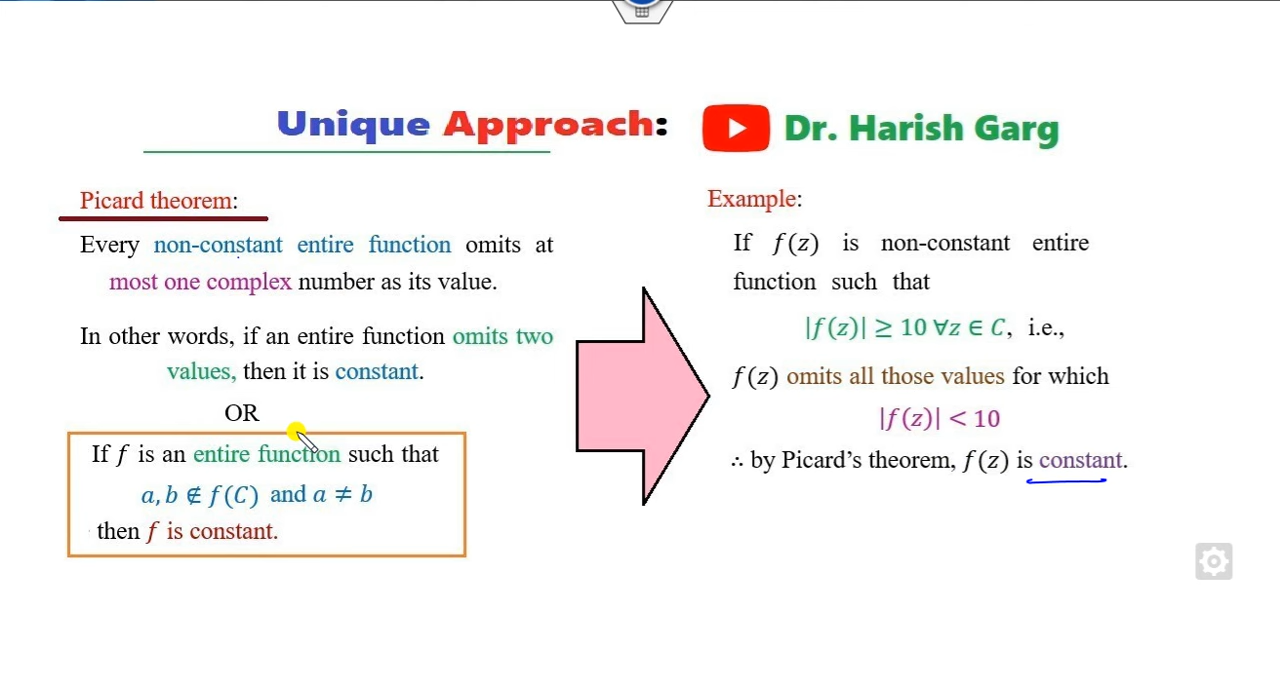 Unique Approach: Dr. Harish Garg
Picard theorem:
Every non-constant entire function omits at
most one complex number as its value.
In other words, if an entire function omits two
values, then it is constant.
OR
If f is an entire function such that
a, b ∉ f(C) and a ≠ b
then f is constant.
Example:
If f(z) is non-constant entire
function such that
|f(z)| ≥ 10 ∀z ∈ C, i.e.,
f(z) omits all those values for which
|f(z)| < 10
∴ by Picard's theorem, f(z) is constant.